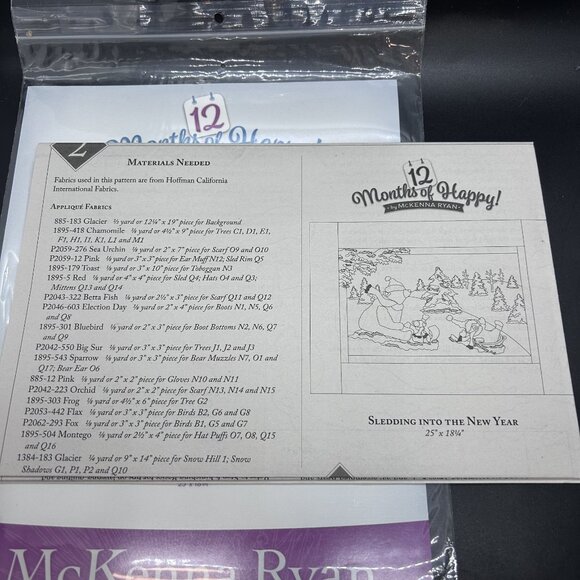 12
Months of Happy!
2
MATERIALS NEEDED
Fabrics used in this pattern are from Hoffman California
International Fabrics.
APPLIQUÉ FABRICS
885-183 Glacier ½ yard or 12¼" x 19" piece for Background
1895-418 Chamomile ⅛ yard or 4½" x 9" piece for Trees C1, D1, E1,
F1, H1, I1, K1, L1 and M1
P2059-276 Sea Urchin ⅛ yard or 2" x 7" piece for Scarf O9 and O10
P2059-12 Pink ⅛ yard or 3" x 3" piece for Ear Muff N12; Sled Rim Q5
1895-179 Toast ⅛ yard or 3" x 10" piece for Toboggan N3
1895-5 Red ⅛ yard or 4" x 4" piece for Sled Q4; Hats O4 and Q3;
Mittens Q13 and Q14
P2043-322 Betta Fish ⅛ yard or 2½" x 3" piece for Scarf Q11 and Q12
P2046-603 Election Day ⅛ yard or 2" x 4" piece for Boots N1, N5, Q6
and Q8
1895-301 Bluebird ⅛ yard or 2" x 3" piece for Boot Bottoms N2, N6, Q7
and Q9
P2042-550 Big Sur ⅛ yard or 3" x 3" piece for Trees J1, J2 and J3
1895-543 Sparrow ⅛ yard or 3" x 3" piece for Bear Muzzles N7, O1 and
Q17; Bear Ear O6
885-12 Pink ⅛ yard or 2" x 2" piece for Gloves N10 and N11
P2042-223 Orchid ⅛ yard or 2" x 2" piece for Scarf N13, N14 and N15
1895-303 Frog ⅛ yard or 4½" x 6" piece for Tree G2
P2053-442 Flax ⅛ yard or 3" x 3" piece for Birds B2, G6 and G8
P2062-293 Fox ⅛ yard or 3" x 3" piece for Birds B1, G5 and G7
1895-504 Montego ⅛ yard or 2½" x 4" piece for Hat Puffs O7, O8, Q15
and Q16
1384-183 Glacier ¼ yard or 9" x 14" piece for Snow Hill 1; Snow
Shadows G1, P1, P2 and Q10
12
Months of Happy!
by MCKENNA RYAN
SLEDDING INTO THE NEW YEAR
25" x 18¼"
McKenna Ryan